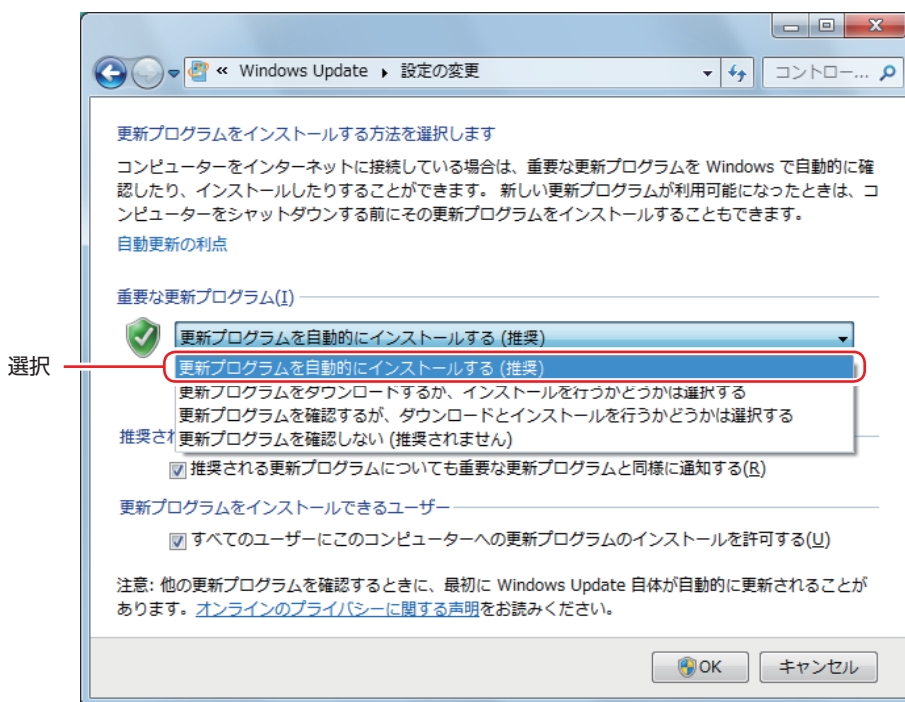 « Windows Update ▸ 設定の変更
コントロー...
更新プログラムをインストールする方法を選択します
コンピューターをインターネットに接続している場合は、重要な更新プログラムを Windows で自動的に確
認したり、インストールしたりすることができます。 新しい更新プログラムが利用可能になったときは、コ
ンピューターをシャットダウンする前にその更新プログラムをインストールすることもできます。
自動更新の利点
重要な更新プログラム(I)
更新プログラムを自動的にインストールする (推奨)
選択
更新プログラムを自動的にインストールする (推奨)
更新プログラムをダウンロードするが、インストールを行うかどうかは選択する
更新プログラムを確認するが、ダウンロードとインストールを行うかどうかは選択する
推奨さ
更新プログラムを確認しない (推奨されません)
推奨される更新プログラムについても重要な更新プログラムと同様に通知する(R)
更新プログラムをインストールできるユーザー
すべてのユーザーにこのコンピューターへの更新プログラムのインストールを許可する(U)
注意: 他の更新プログラムを確認するときに、最初に Windows Update 自体が自動的に更新されることが
あります。オンラインのプライバシーに関する声明をお読みください。
OK
キャンセル